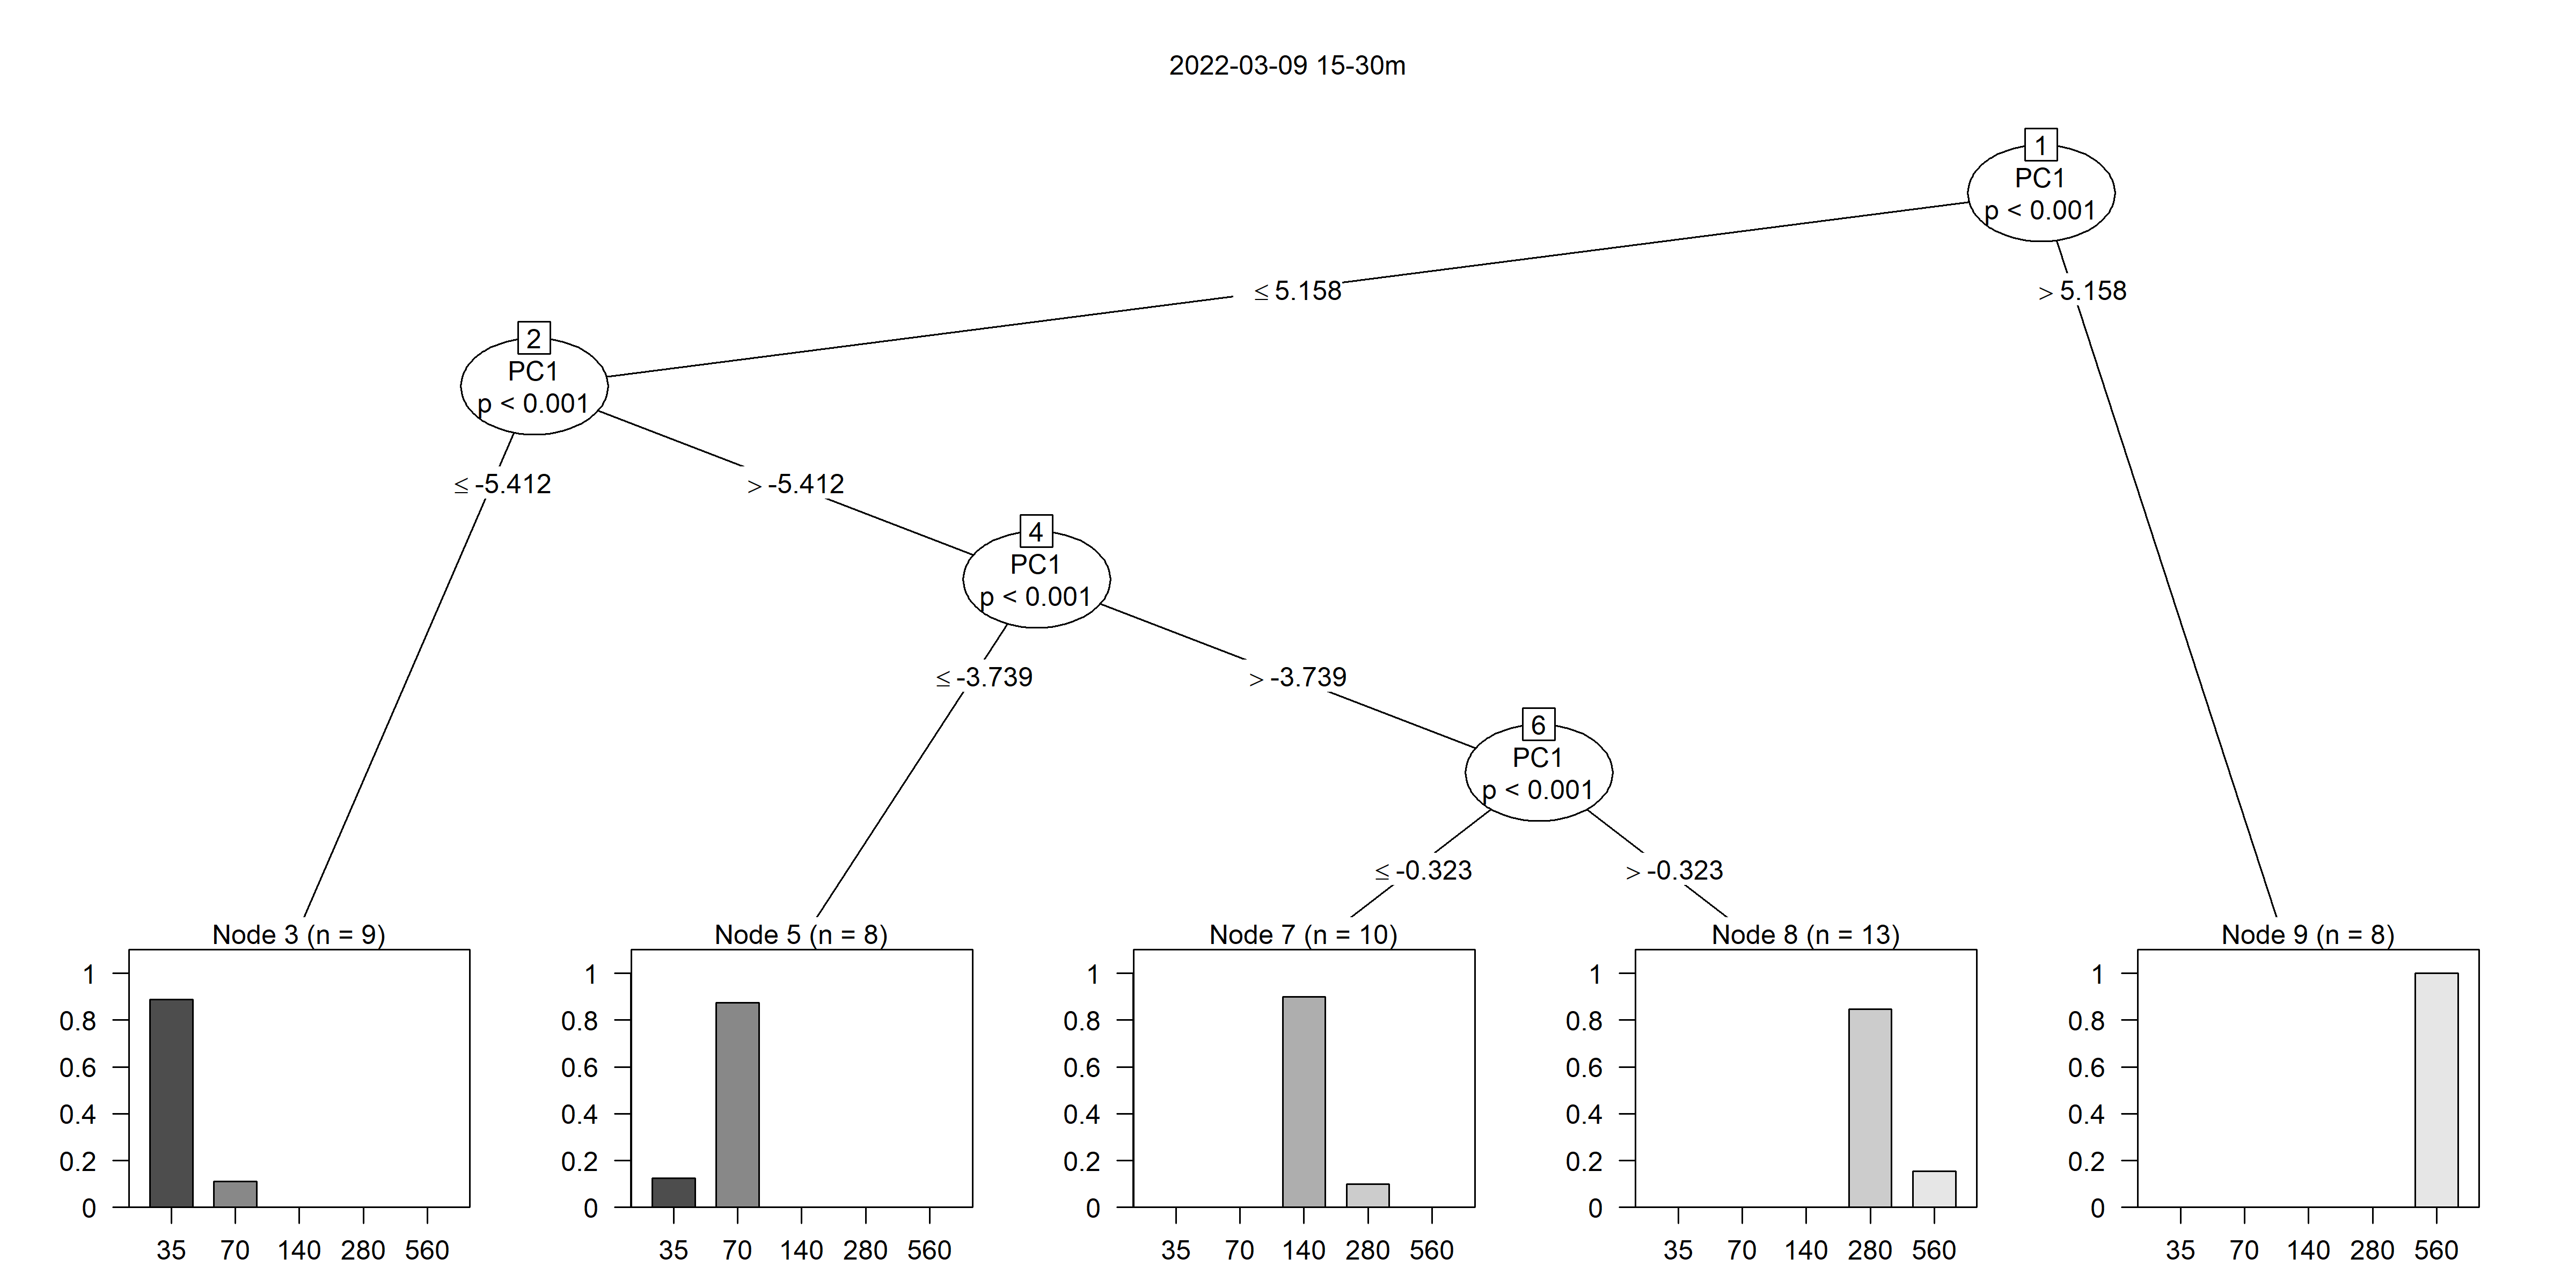 2022-03-09 15-30m
1
PC1
p < 0.001
≤ 5.158
> 5.158
2
PC1
p < 0.001
≤ -5.412
> -5.412
4
PC1
p < 0.001
≤ -3.739
> -3.739
6
PC1
p < 0.001
≤ -0.323
> -0.323
Node 3 (n = 9)
1
0.8
0.6
0.4
0.2
0
35 70 140 280 560
Node 5 (n = 8)
1
0.8
0.6
0.4
0.2
0
35 70 140 280 560
Node 7 (n = 10)
1
0.8
0.6
0.4
0.2
0
35 70 140 280 560
Node 8 (n = 13)
1
0.8
0.6
0.4
0.2
0
35 70 140 280 560
Node 9 (n = 8)
1
0.8
0.6
0.4
0.2
0
35 70 140 280 560